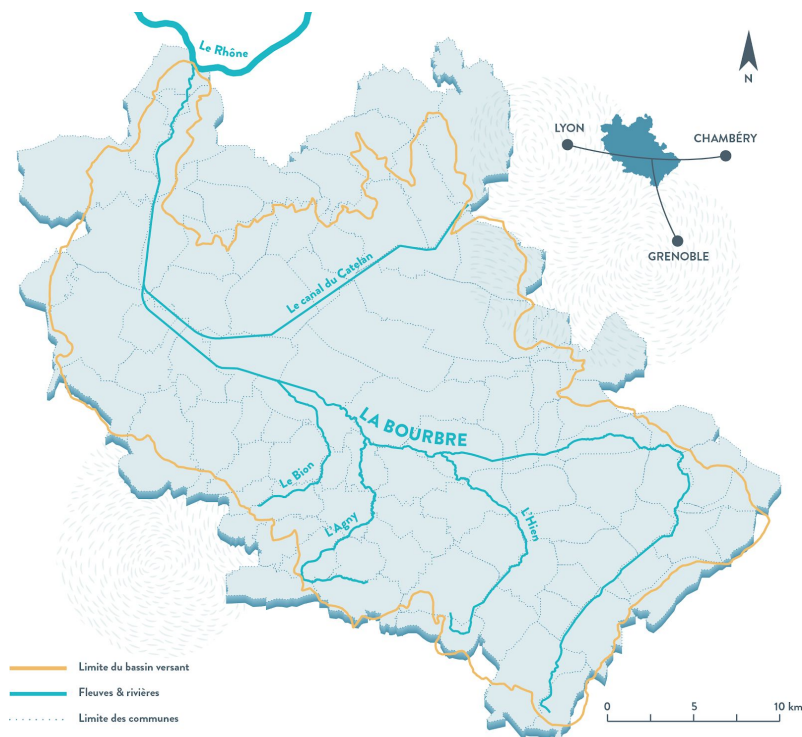 Le Rhône
N
LYON
CHAMBÉRY
GRENOBLE
Le canal du Catelan
LA BOURBRE
Le Bion
L'Agny
L'Hien
Limite du bassin versant
Fleuves & rivières
Limite des communes
0 5 10 km